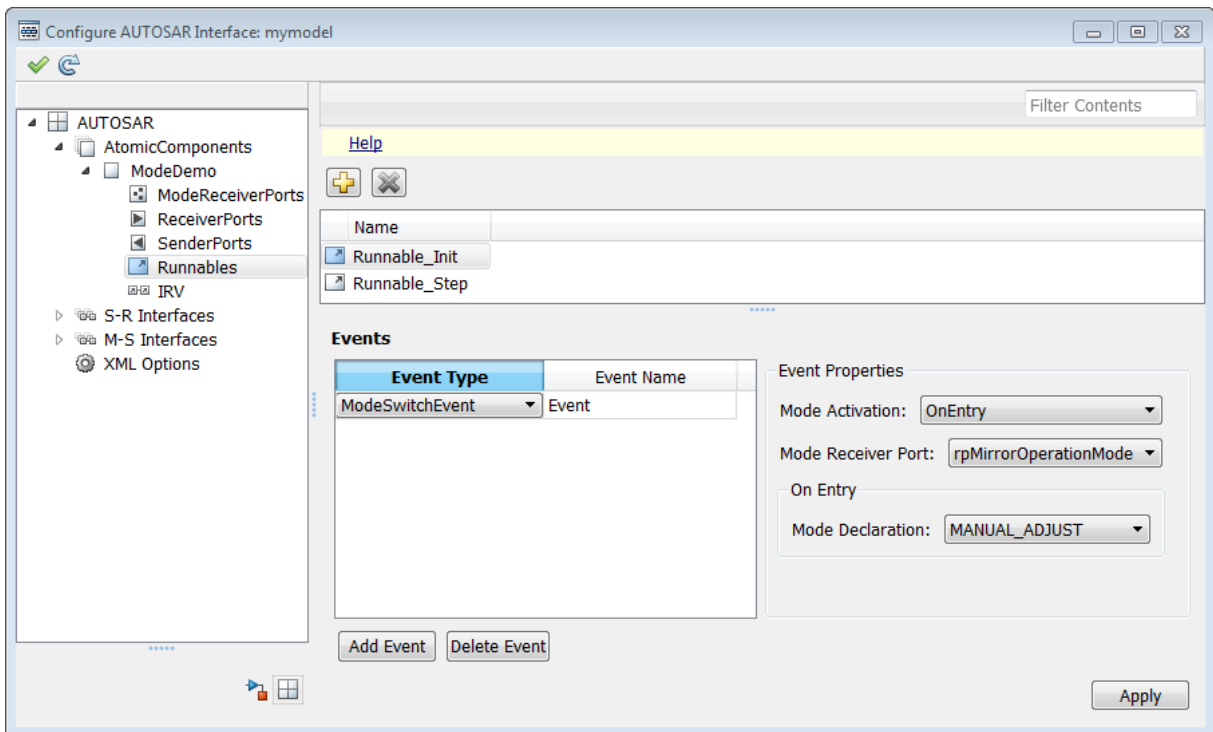 Configure AUTOSAR Interface: mymodel
Filter Contents
AUTOSAR
AtomicComponents
ModeDemo
ModeReceiverPorts
ReceiverPorts
SenderPorts
Runnables
IRV
S-R Interfaces
M-S Interfaces
XML Options
Help
Name
Runnable_Init
Runnable_Step
Events
Event Type Event Name
ModeSwitchEvent Event
Event Properties
Mode Activation: OnEntry
Mode Receiver Port: rpMirrorOperationMode
On Entry
Mode Declaration: MANUAL_ADJUST
Add Event Delete Event
Apply